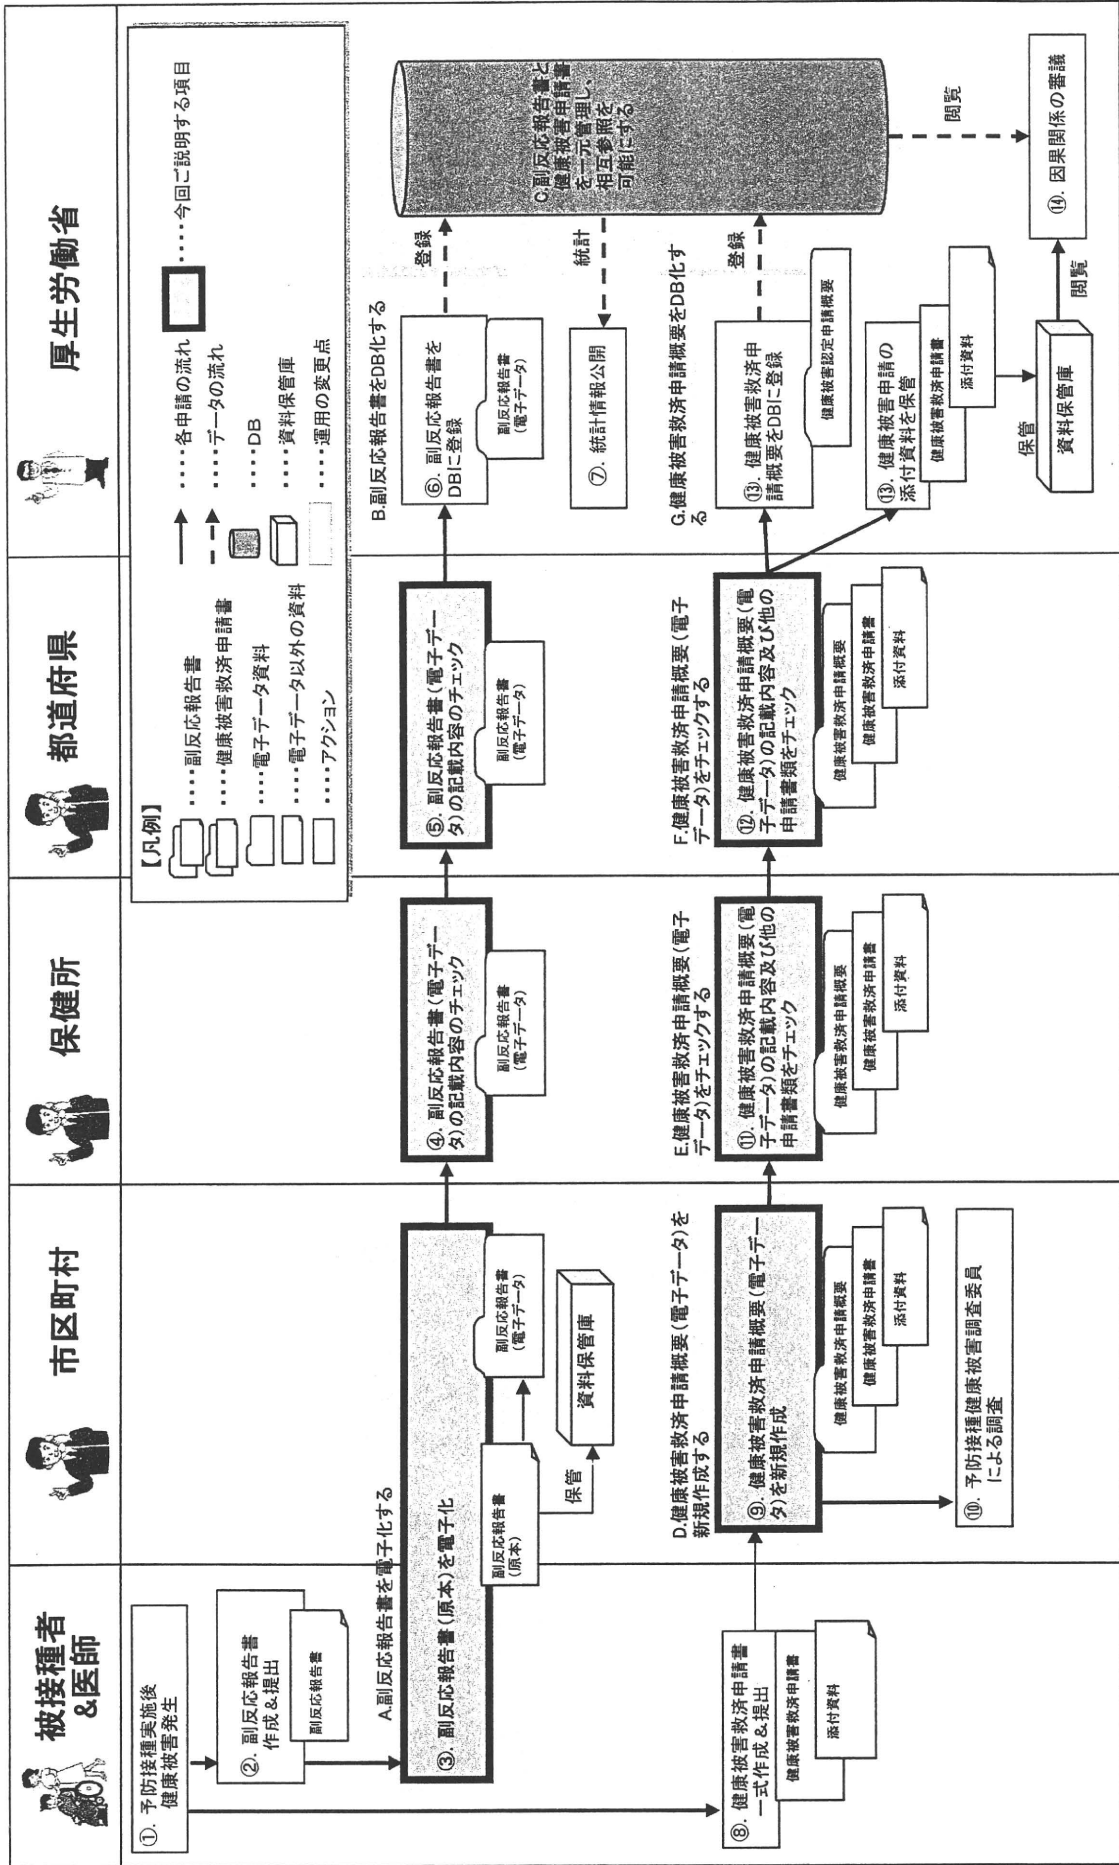 被接種者
&医師
市区町村
保健所
都道府県
厚生労働省
【凡例】
‥‥副反応報告書
‥‥健康被害救済申請書
‥‥電子データ資料
‥‥電子データ以外の資料
‥‥アクション
‥‥各申請の流れ
‥‥データの流れ
‥‥DB
‥‥資料保管庫
‥‥運用の変更点
‥‥今回ご説明する項目
①. 予防接種実施後
健康被害発生
②. 副反応報告書
作成&提出
副反応報告書
A.副反応報告書を電子化する
③. 副反応報告書(原本)を電子化
副反応報告書
(原本)
副反応報告書
(電子データ)
保管
資料保管庫
④. 副反応報告書(電子デー
タ)の記載内容のチェック
副反応報告書
(電子データ)
⑤. 副反応報告書(電子デー
タ)の記載内容のチェック
副反応報告書
(電子データ)
B.副反応報告書をDB化する
⑥. 副反応報告書を
DBに登録
副反応報告書
(電子データ)
登録
C.副反応報告書と
健康被害申請書
を一元管理し、
相互参照を
可能にする
統計
⑦. 統計情報公開
⑧. 健康被害救済申請書
一式作成&提出
健康被害救済申請書
添付資料
D.健康被害救済申請概要(電子データ)を
新規作成する
⑨. 健康被害救済申請概要(電子デー
タ)を新規作成
健康被害救済申請概要
健康被害救済申請書
添付資料
⑩. 予防接種健康被害調査委員
による調査
E.健康被害救済申請概要(電子
データ)をチェックする
⑪. 健康被害救済申請概要(電
子データ)の記載内容及び他の
申請書類をチェック
健康被害救済申請概要
健康被害救済申請書
添付資料
F.健康被害救済申請概要(電子
データ)をチェックする
⑫. 健康被害救済申請概要(電
子データ)の記載内容及び他の
申請書類をチェック
健康被害救済申請概要
健康被害救済申請書
添付資料
G.健康被害救済申請概要をDB化す
る
⑬. 健康被害救済申
請概要をDBに登録
健康被害認定申請概要
登録
⑬. 健康被害申請の
添付資料を保管
健康被害救済申請書
添付資料
保管
資料保管庫
閲覧
閲覧
⑭. 因果関係の審議